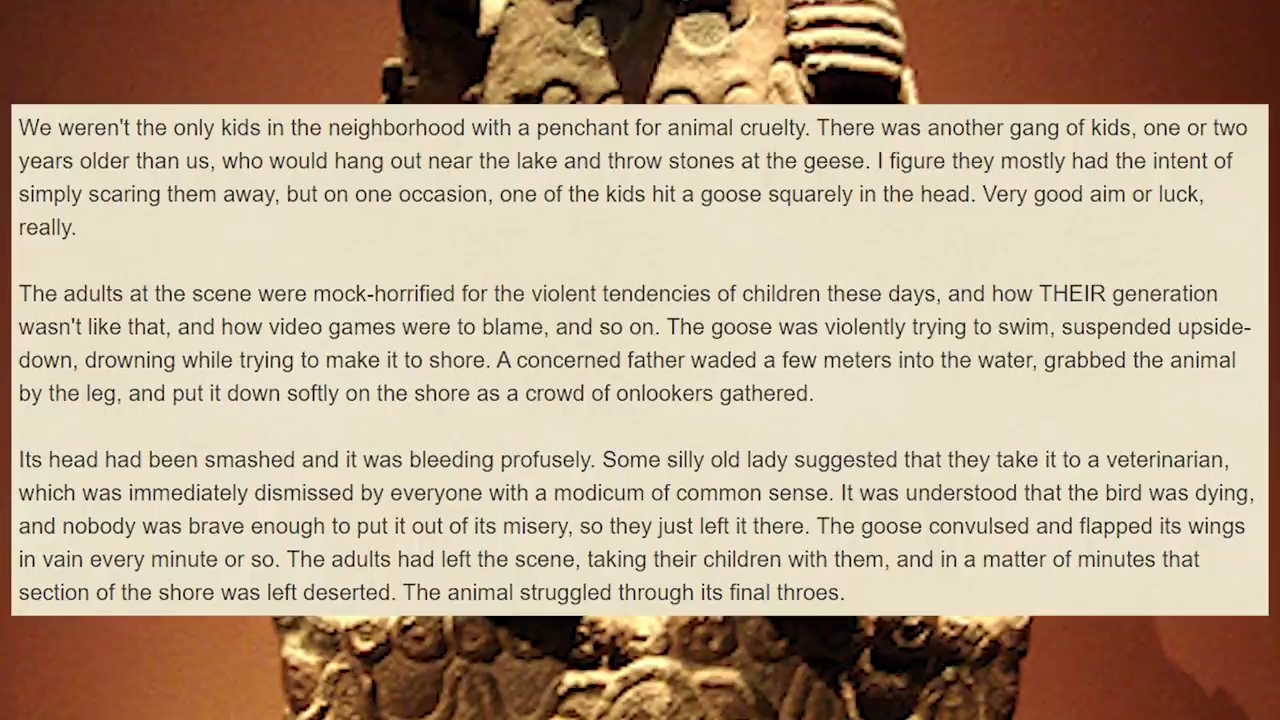 We weren't the only kids in the neighborhood with a penchant for animal cruelty. There was another gang of kids, one or two
years older than us, who would hang out near the lake and throw stones at the geese. I figure they mostly had the intent of
simply scaring them away, but on one occasion, one of the kids hit a goose squarely in the head. Very good aim or luck,
really.
The adults at the scene were mock-horrified for the violent tendencies of children these days, and how THEIR generation
wasn't like that, and how video games were to blame, and so on. The goose was violently trying to swim, suspended upside-
down, drowning while trying to make it to shore. A concerned father waded a few meters into the water, grabbed the animal
by the leg, and put it down softly on the shore as a crowd of onlookers gathered.
Its head had been smashed and it was bleeding profusely. Some silly old lady suggested that they take it to a veterinarian,
which was immediately dismissed by everyone with a modicum of common sense. It was understood that the bird was dying,
and nobody was brave enough to put it out of its misery, so they just left it there. The goose convulsed and flapped its wings
in vain every minute or so. The adults had left the scene, taking their children with them, and in a matter of minutes that
section of the shore was left deserted. The animal struggled through its final throes.